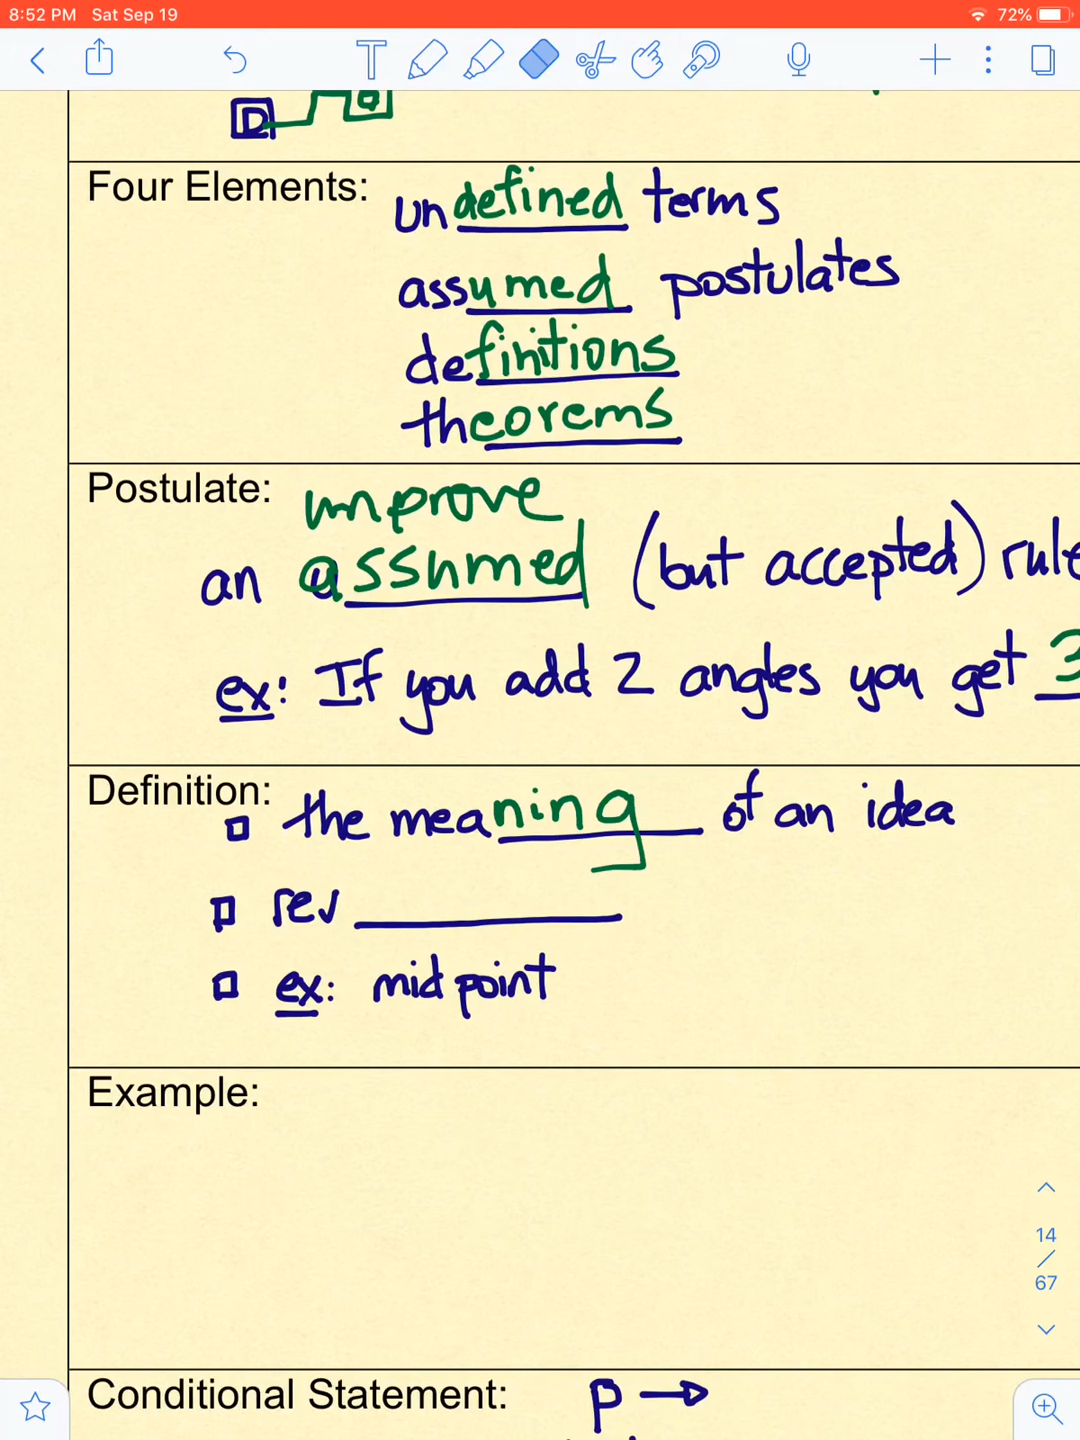 8:52 PM Sat Sep 19 72%
T
D
Four Elements: undefined terms
assumed postulates
definitions
theorems
Postulate:
an assumed (but accepted) rule
ex: If you add 2 angles you get 3
Definition: the meaning of an idea
rev
ex: midpoint
Example:
14
/
67
Conditional Statement: p →